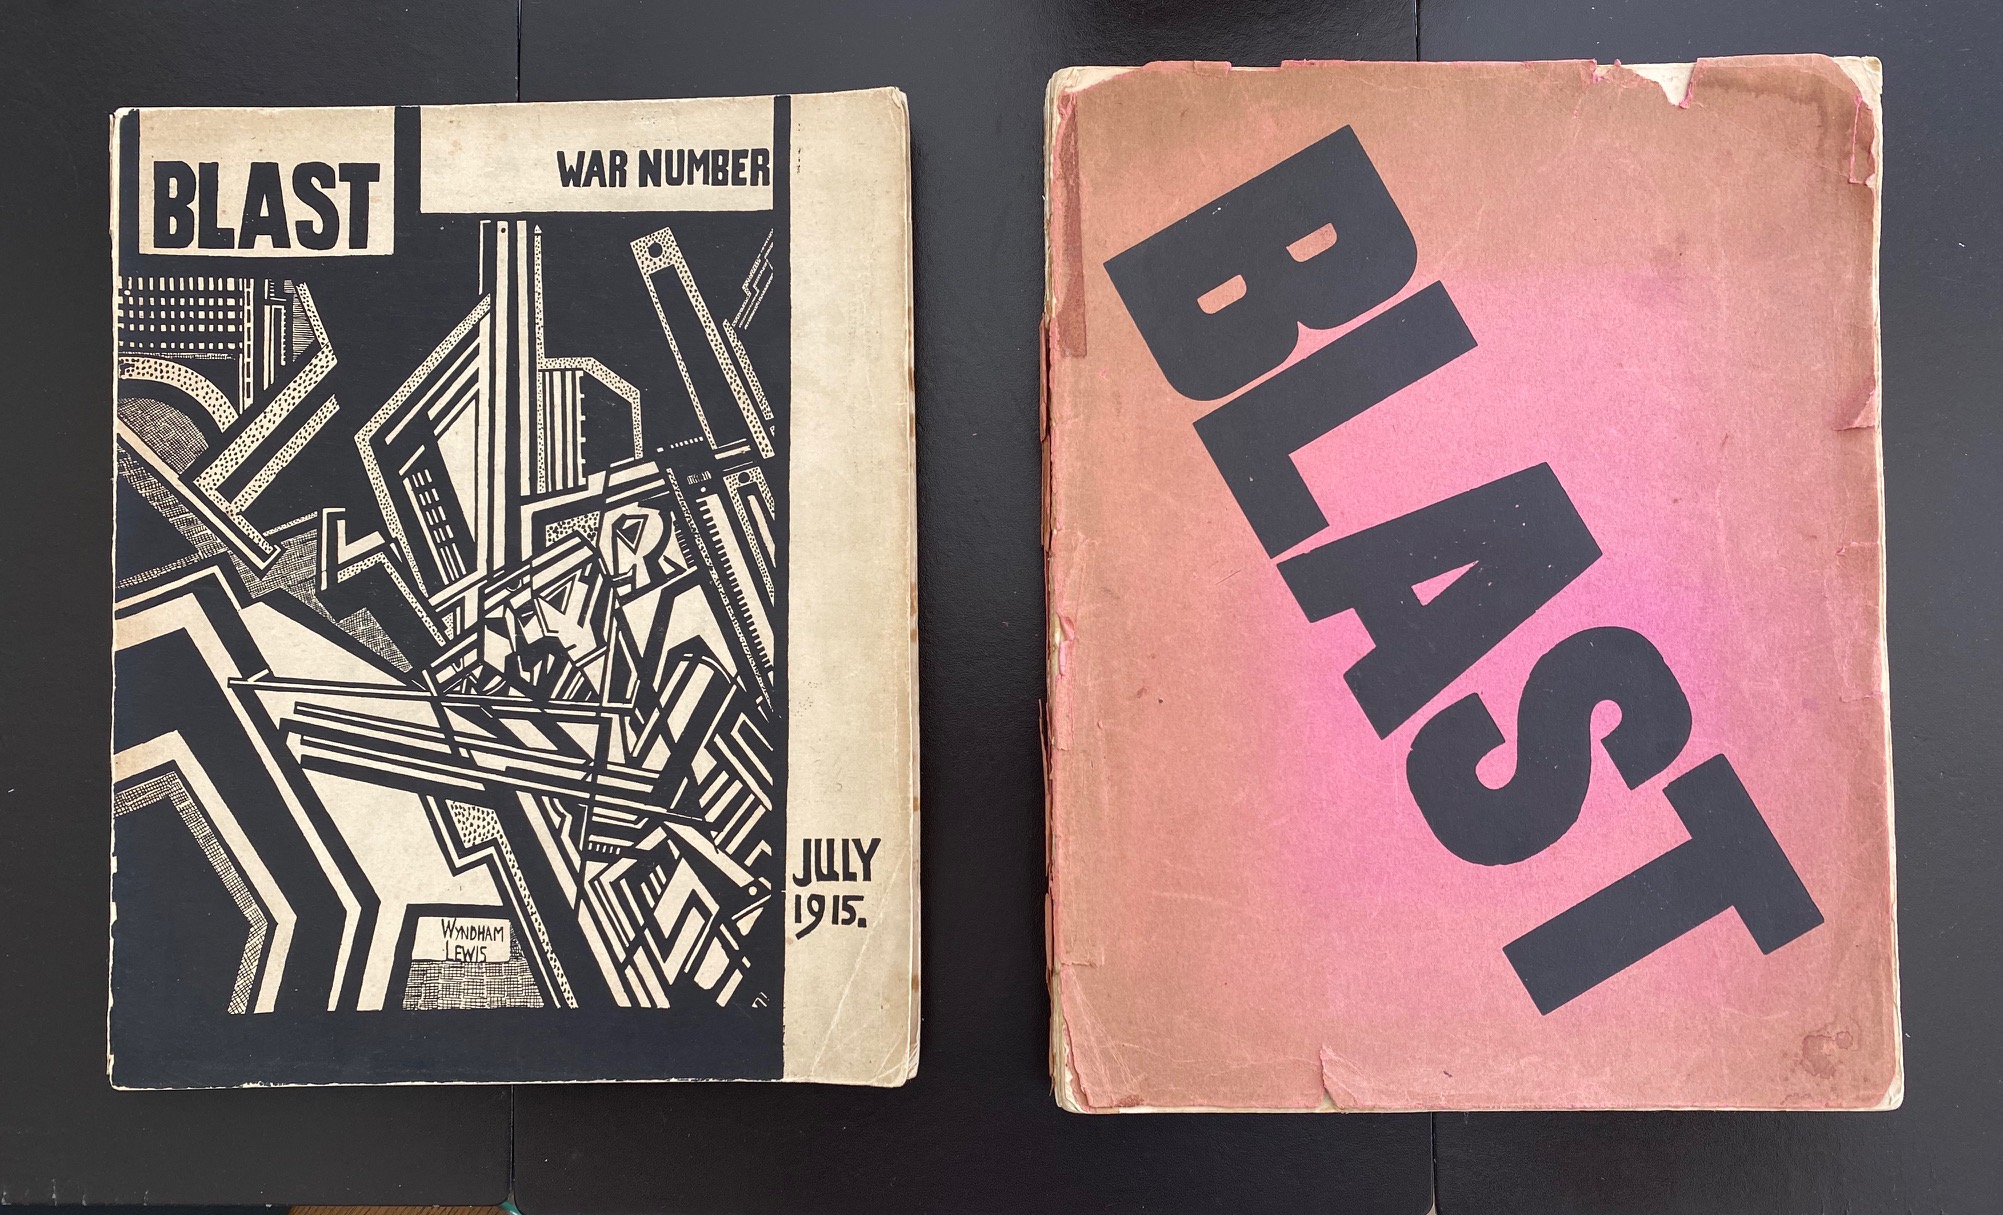 BLAST
WAR NUMBER
JULY
1915.
WYNDHAM
LEWIS
BLAST